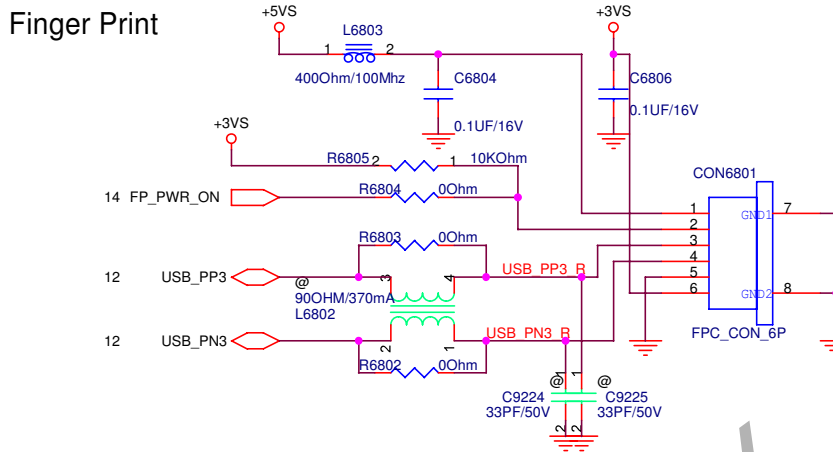 Finger Print
+5VS
+3VS
L6803
1
2
400Ohm/100Mhz
C6804
0.1UF/16V
C6806
0.1UF/16V
+3VS
R6805
2
1
10KOhm
14
FP_PWR_ON
R6804
0Ohm
CON6801
1
2
3
4
5
6
GND1
7
GND2
8
FPC_CON_6P
R6803
0Ohm
12
USB_PP3
@
3
4
USB_PP3_R
90OHM/370mA
L6802
12
USB_PN3
2
1
USB_PN3_R
R6802
0Ohm
@
1
1
@
C9224
33PF/50V
C9225
33PF/50V
2
2